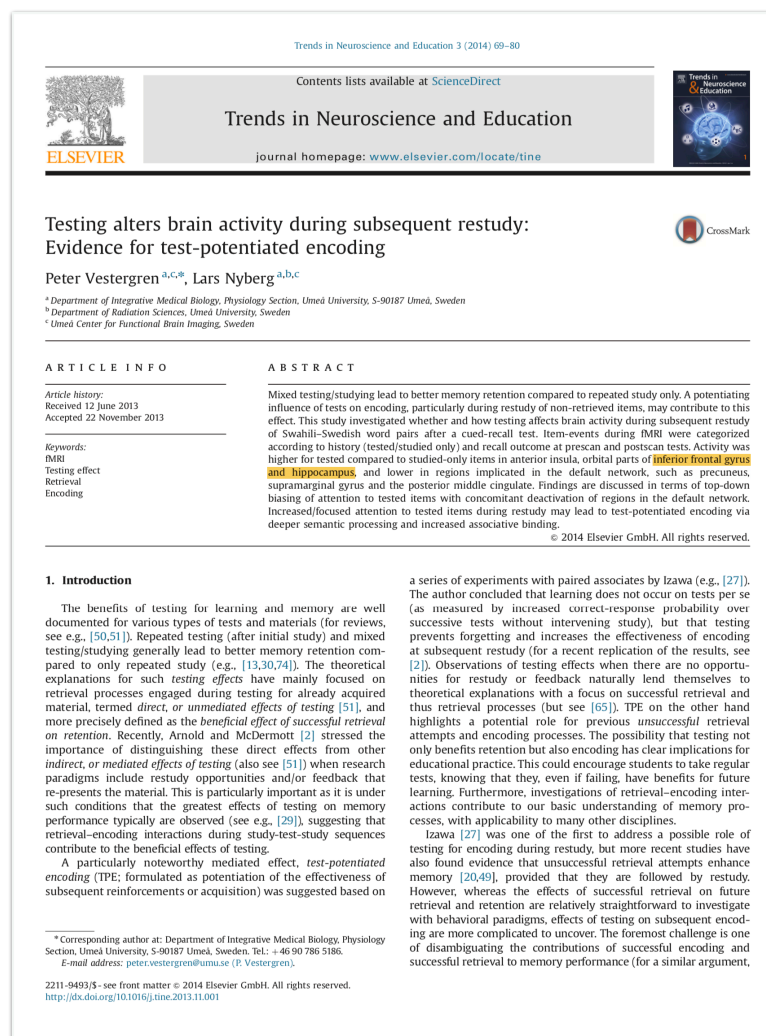 Trends in Neuroscience and Education 3 (2014) 69–80
Contents lists available at ScienceDirect
Trends in Neuroscience and Education
journal homepage: www.elsevier.com/locate/tine
ELSEVIER
Trends in
Neuroscience
& Education
Testing alters brain activity during subsequent restudy:
Evidence for test-potentiated encoding
CrossMark
Peter Vestergren a,c,*, Lars Nyberg a,b,c
a Department of Integrative Medical Biology, Physiology Section, Umeå University, S-90187 Umeå, Sweden
b Department of Radiation Sciences, Umeå University, Sweden
c Umeå Center for Functional Brain Imaging, Sweden
ARTICLE INFO
Article history:
Received 12 June 2013
Accepted 22 November 2013
Keywords:
fMRI
Testing effect
Retrieval
Encoding
ABSTRACT
Mixed testing/studying lead to better memory retention compared to repeated study only. A potentiating
influence of tests on encoding, particularly during restudy of non-retrieved items, may contribute to this
effect. This study investigated whether and how testing affects brain activity during subsequent restudy
of Swahili–Swedish word pairs after a cued-recall test. Item-events during fMRI were categorized
according to history (tested/studied only) and recall outcome at prescan and postscan tests. Activity was
higher for tested compared to studied-only items in anterior insula, orbital parts of inferior frontal gyrus
and hippocampus, and lower in regions implicated in the default network, such as precuneus,
supramarginal gyrus and the posterior middle cingulate. Findings are discussed in terms of top-down
biasing of attention to tested items with concomitant deactivation of regions in the default network.
Increased/focused attention to tested items during restudy may lead to test-potentiated encoding via
deeper semantic processing and increased associative binding.
© 2014 Elsevier GmbH. All rights reserved.
1. Introduction
The benefits of testing for learning and memory are well
documented for various types of tests and materials (for reviews,
see e.g., [50,51]). Repeated testing (after initial study) and mixed
testing/studying generally lead to better memory retention com-
pared to only repeated study (e.g., [13,30,74]). The theoretical
explanations for such testing effects have mainly focused on
retrieval processes engaged during testing for already acquired
material, termed direct, or unmediated effects of testing [51], and
more precisely defined as the beneficial effect of successful retrieval
on retention. Recently, Arnold and McDermott [2] stressed the
importance of distinguishing these direct effects from other
indirect, or mediated effects of testing (also see [51]) when research
paradigms include restudy opportunities and/or feedback that
re-presents the material. This is particularly important as it is under
such conditions that the greatest effects of testing on memory
performance typically are observed (see e.g., [29]), suggesting that
retrieval–encoding interactions during study-test-study sequences
contribute to the beneficial effects of testing.
A particularly noteworthy mediated effect, test-potentiated
encoding (TPE; formulated as potentiation of the effectiveness of
subsequent reinforcements or acquisition) was suggested based on
a series of experiments with paired associates by Izawa (e.g., [27]).
The author concluded that learning does not occur on tests per se
(as measured by increased correct-response probability over
successive tests without intervening study), but that testing
prevents forgetting and increases the effectiveness of encoding
at subsequent restudy (for a recent replication of the results, see
[2]). Observations of testing effects when there are no opportu-
nities for restudy or feedback naturally lend themselves to
theoretical explanations with a focus on successful retrieval and
thus retrieval processes (but see [65]). TPE on the other hand
highlights a potential role for previous unsuccessful retrieval
attempts and encoding processes. The possibility that testing not
only benefits retention but also encoding has clear implications for
educational practice. This could encourage students to take regular
tests, knowing that they, even if failing, have benefits for future
learning. Furthermore, investigations of retrieval–encoding inter-
actions contribute to our basic understanding of memory pro-
cesses, with applicability to many other disciplines.
Izawa [27] was one of the first to address a possible role of
testing for encoding during restudy, but more recent studies have
also found evidence that unsuccessful retrieval attempts enhance
memory [20,49], provided that they are followed by restudy.
However, whereas the effects of successful retrieval on future
retrieval and retention are relatively straightforward to investigate
with behavioral paradigms, effects of testing on subsequent encod-
ing are more complicated to uncover. The foremost challenge is one
of disambiguating the contributions of successful encoding and
successful retrieval to memory performance (for a similar argument,
* Corresponding author at: Department of Integrative Medical Biology, Physiology
Section, Umeå University, S-90187 Umeå, Sweden. Tel.: +46 90 786 5186.
E-mail address: peter.vestergren@umu.se (P. Vestergren).
2211-9493/$ - see front matter © 2014 Elsevier GmbH. All rights reserved.
http://dx.doi.org/10.1016/j.tine.2013.11.001